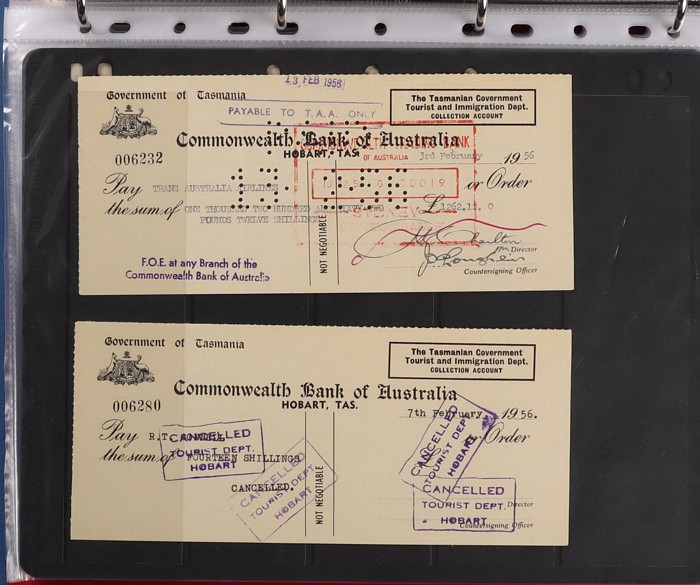 13 FEB 1956
Government of Tasmania
PAYABLE TO T.A.A. ONLY
The Tasmanian Government
Tourist and Immigration Dept.
COLLECTION ACCOUNT
Commonwealth Bank of Australia
HOBART, TAS.
OF AUSTRALIA
006232
3rd February 1956
Pay TRANS AUSTRALIA AIRLINES or Order
the sum of ONE THOUSAND TWO HUNDRED AND SIXTY TWO £1262.12. 0
POUNDS TWELVE SHILLINGS
SYDNEY
NOT NEGOTIABLE
Director
Countersigning Officer
F.O.E. at any Branch of the
Commonwealth Bank of Australia
Government of Tasmania
The Tasmanian Government
Tourist and Immigration Dept.
COLLECTION ACCOUNT
Commonwealth Bank of Australia
HOBART, TAS.
006280
7th February, 1956.
Pay R.T. or Order
the sum of FOURTEEN SHILLINGS
CANCELLED.
NOT NEGOTIABLE
CANCELLED
TOURIST DEPT.
HOBART
CANCELLED
TOURIST DEPT.
HOBART
CANCELLED
TOURIST DEPT.
HOBART
CANCELLED
TOURIST DEPT.
HOBART
Director
Countersigning Officer